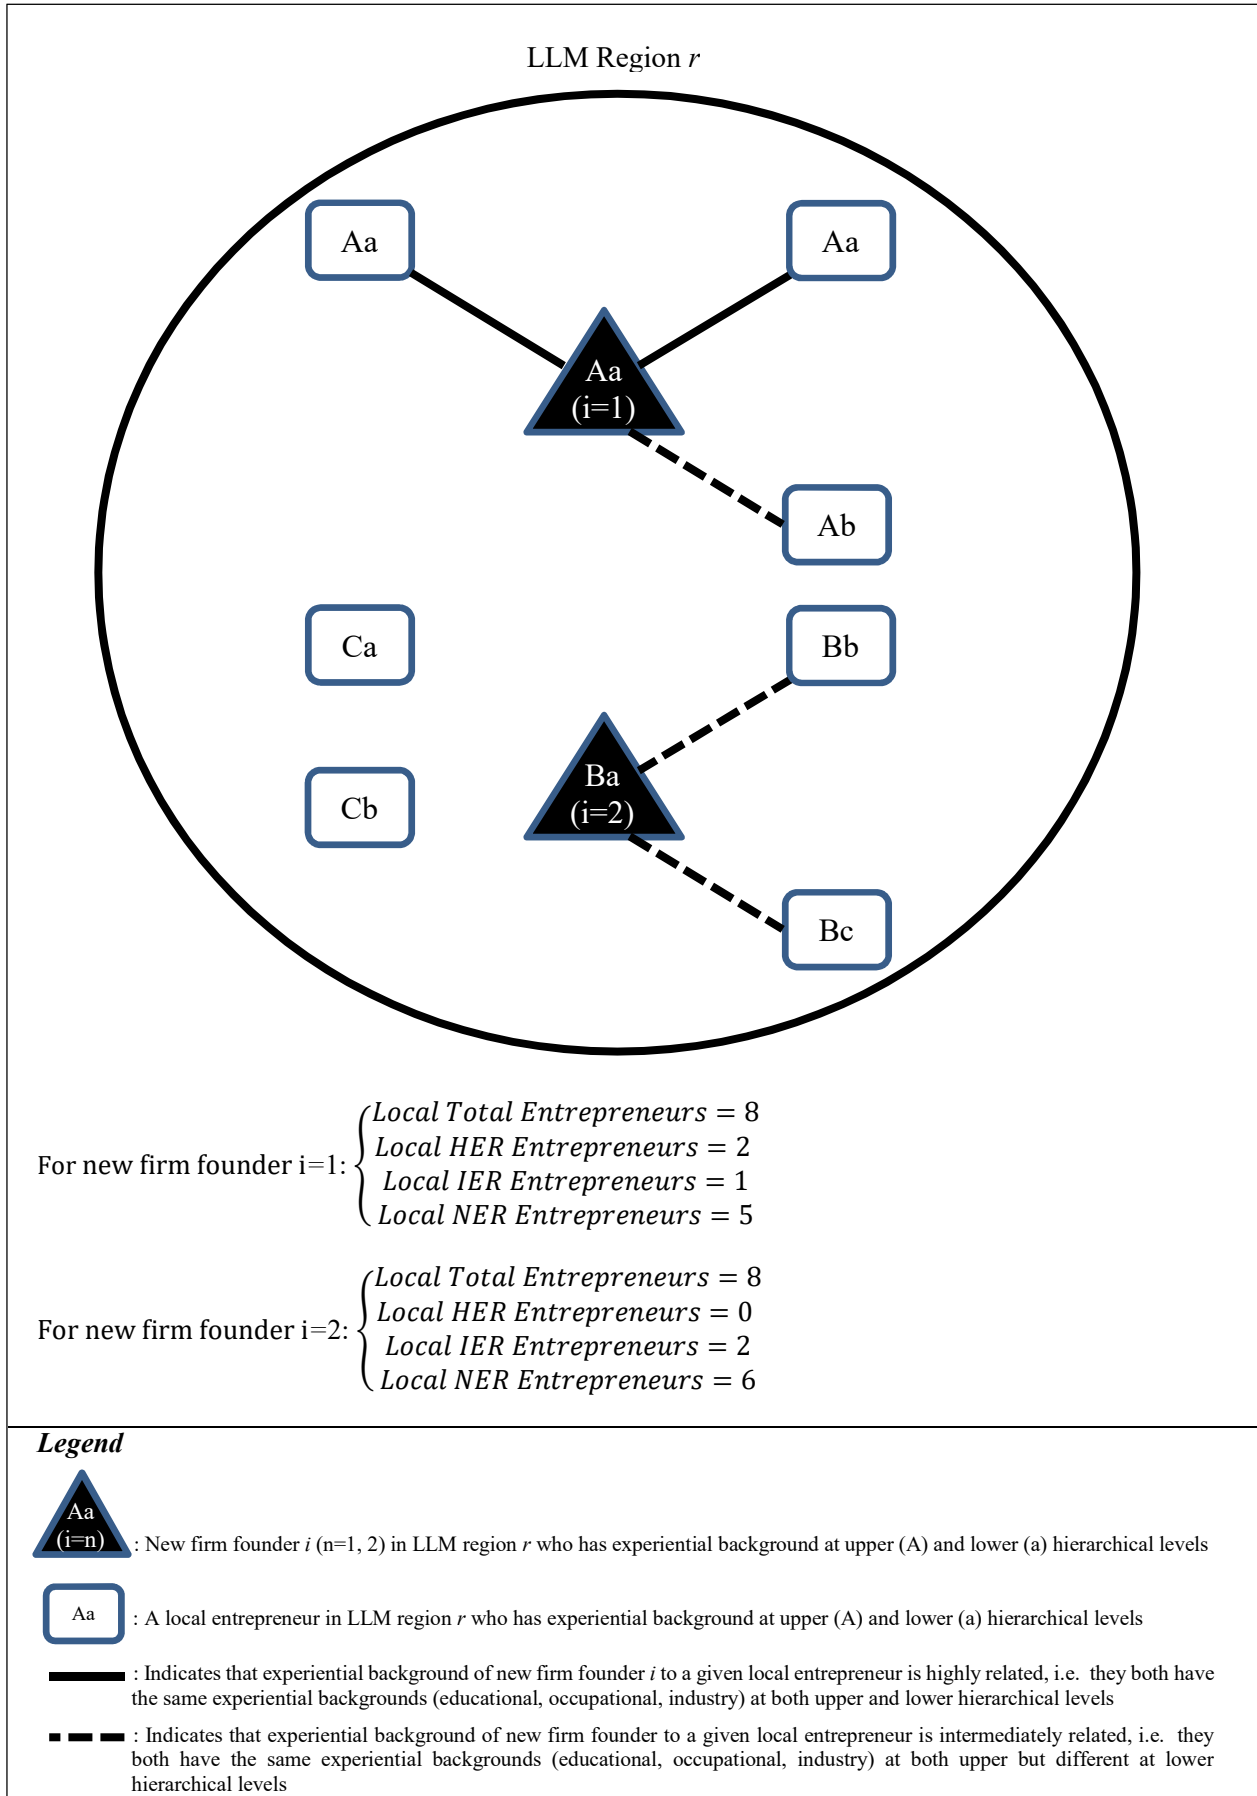 LLM Region r
Aa
Aa
Aa
(i=1)
Ab
Ca
Bb
Ba
(i=2)
Cb
Bc
For new firm founder i=1:
Local Total Entrepreneurs = 8
Local HER Entrepreneurs = 2
Local IER Entrepreneurs = 1
Local NER Entrepreneurs = 5
For new firm founder i=2:
Local Total Entrepreneurs = 8
Local HER Entrepreneurs = 0
Local IER Entrepreneurs = 2
Local NER Entrepreneurs = 6
Legend
Aa
(i=n)
: New firm founder i (n=1, 2) in LLM region r who has experiential background at upper (A) and lower (a) hierarchical levels
Aa
: A local entrepreneur in LLM region r who has experiential background at upper (A) and lower (a) hierarchical levels
: Indicates that experiential background of new firm founder i to a given local entrepreneur is highly related, i.e. they both have
the same experiential backgrounds (educational, occupational, industry) at both upper and lower hierarchical levels
: Indicates that experiential background of new firm founder to a given local entrepreneur is intermediately related, i.e. they
both have the same experiential backgrounds (educational, occupational, industry) at both upper but different at lower
hierarchical levels